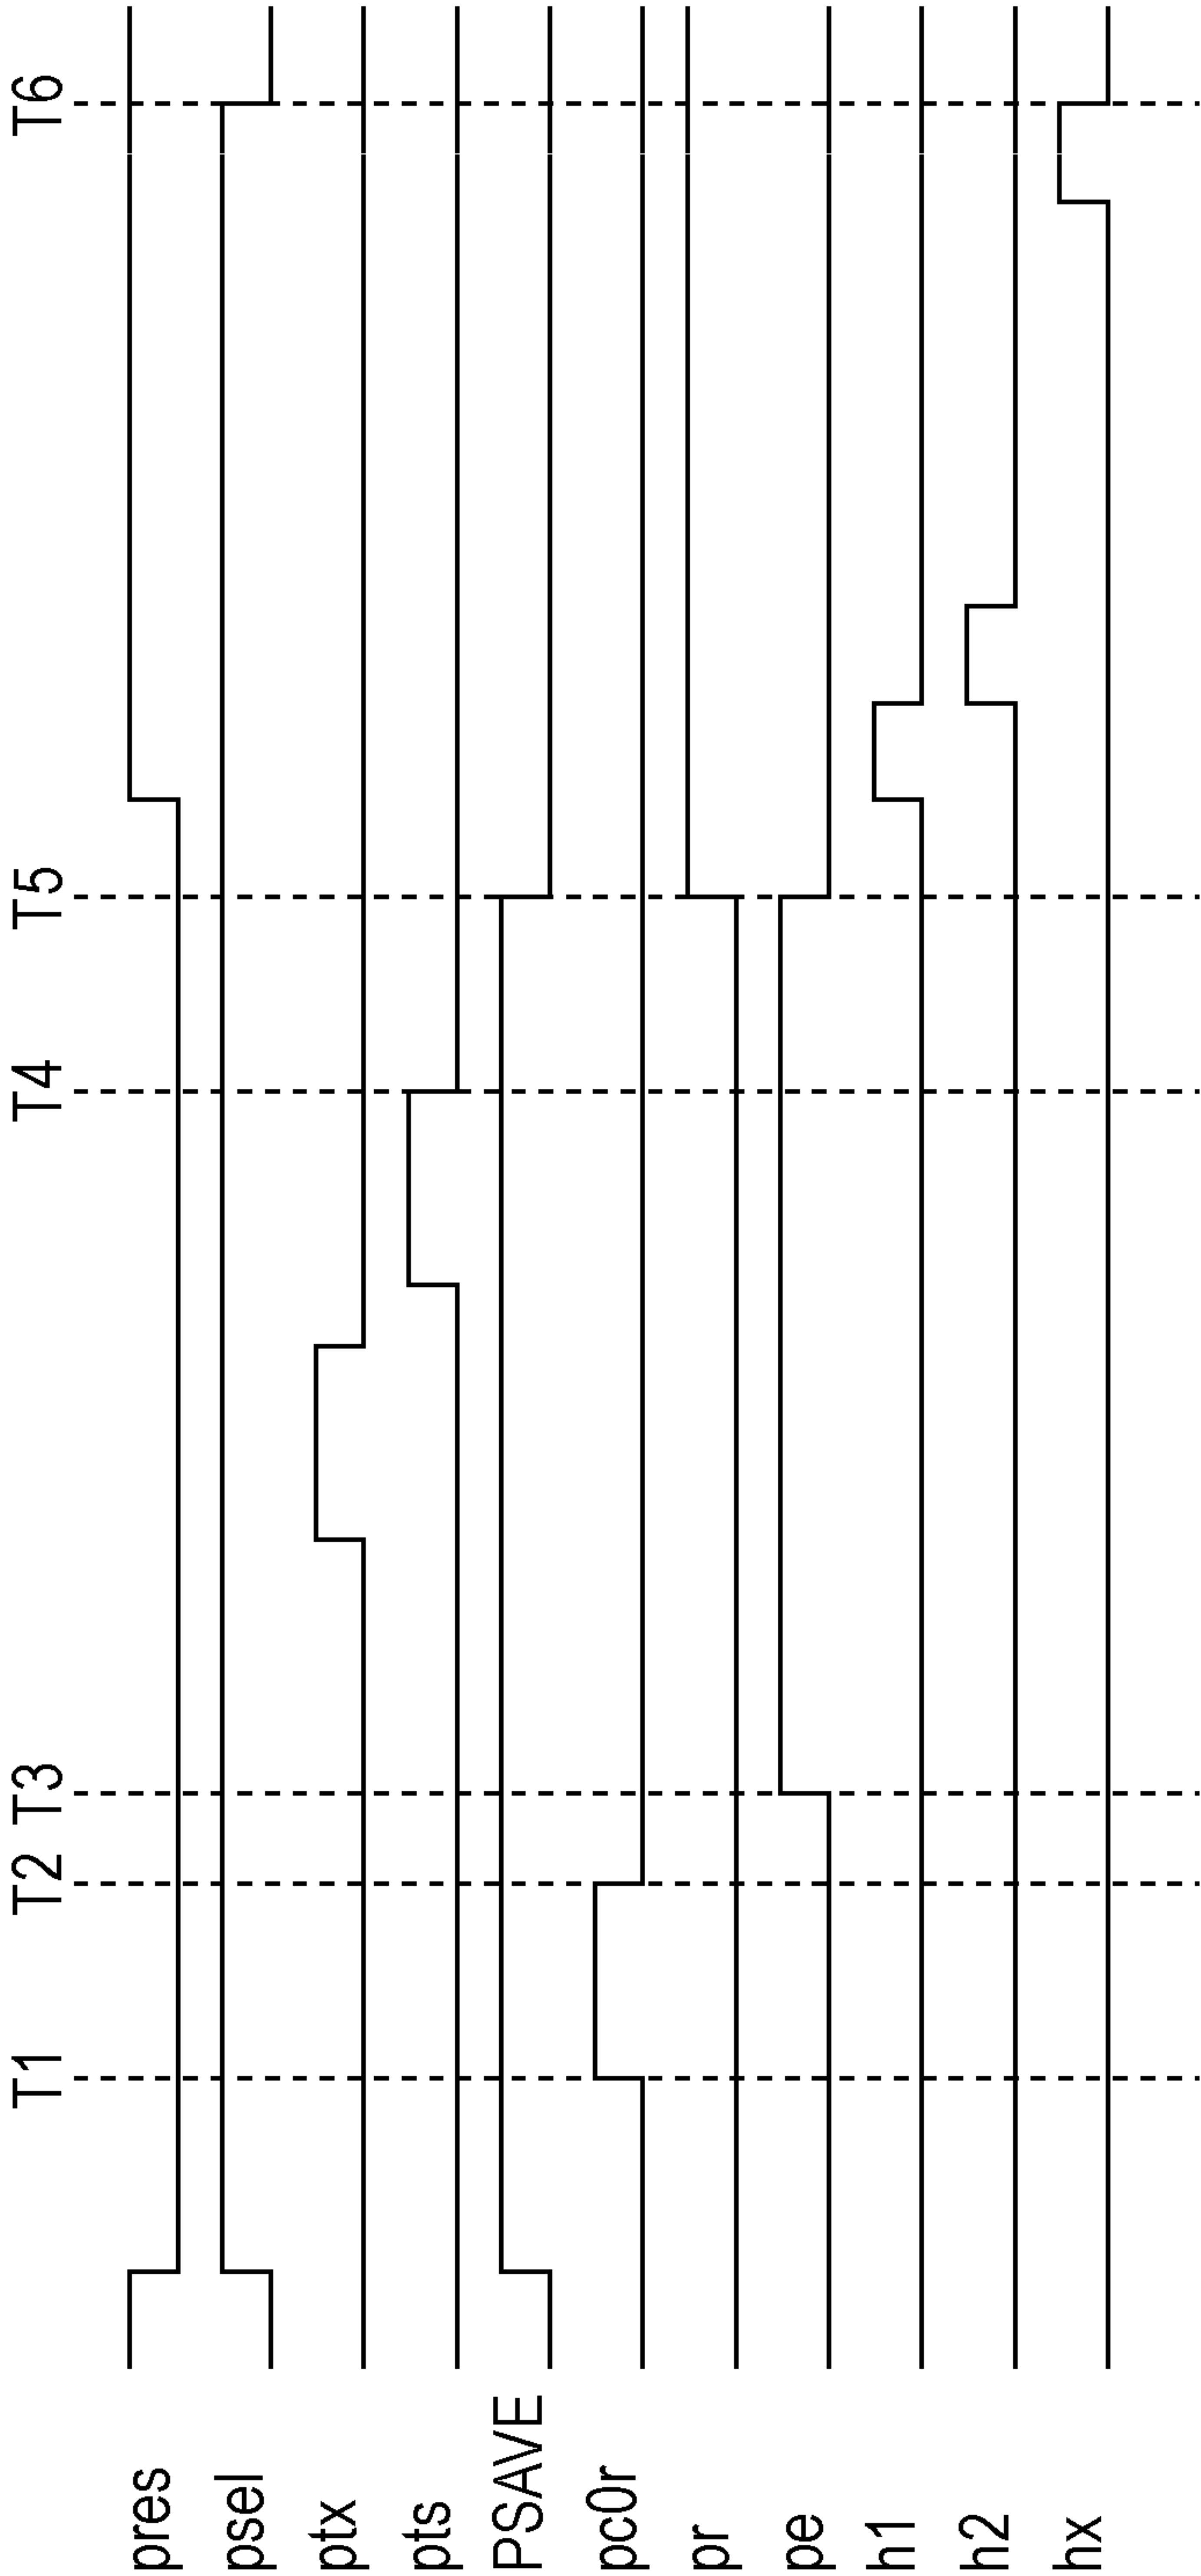 T1 T2 T3 T4 T5 T6
pres
psel
ptx
pts
PSAVE
pc0r
pr
pe
h1
h2
hx